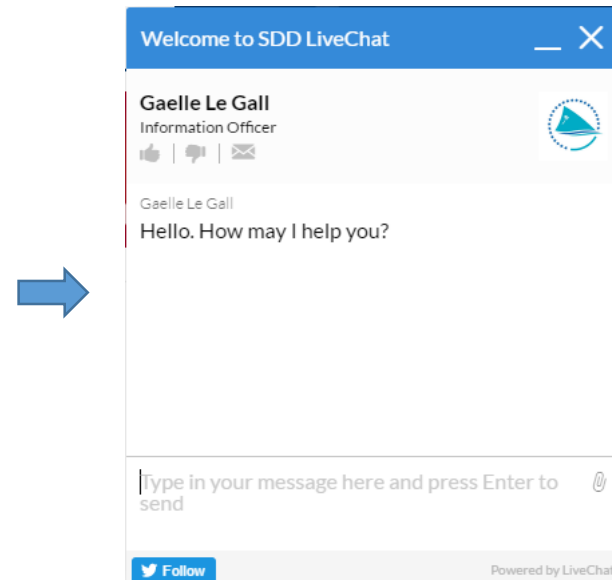 Welcome to SDD LiveChat
Gaelle Le Gall
Information Officer
Gaelle Le Gall
Hello. How may I help you?
Type in your message here and press Enter to
send
Follow
Powered by LiveChat